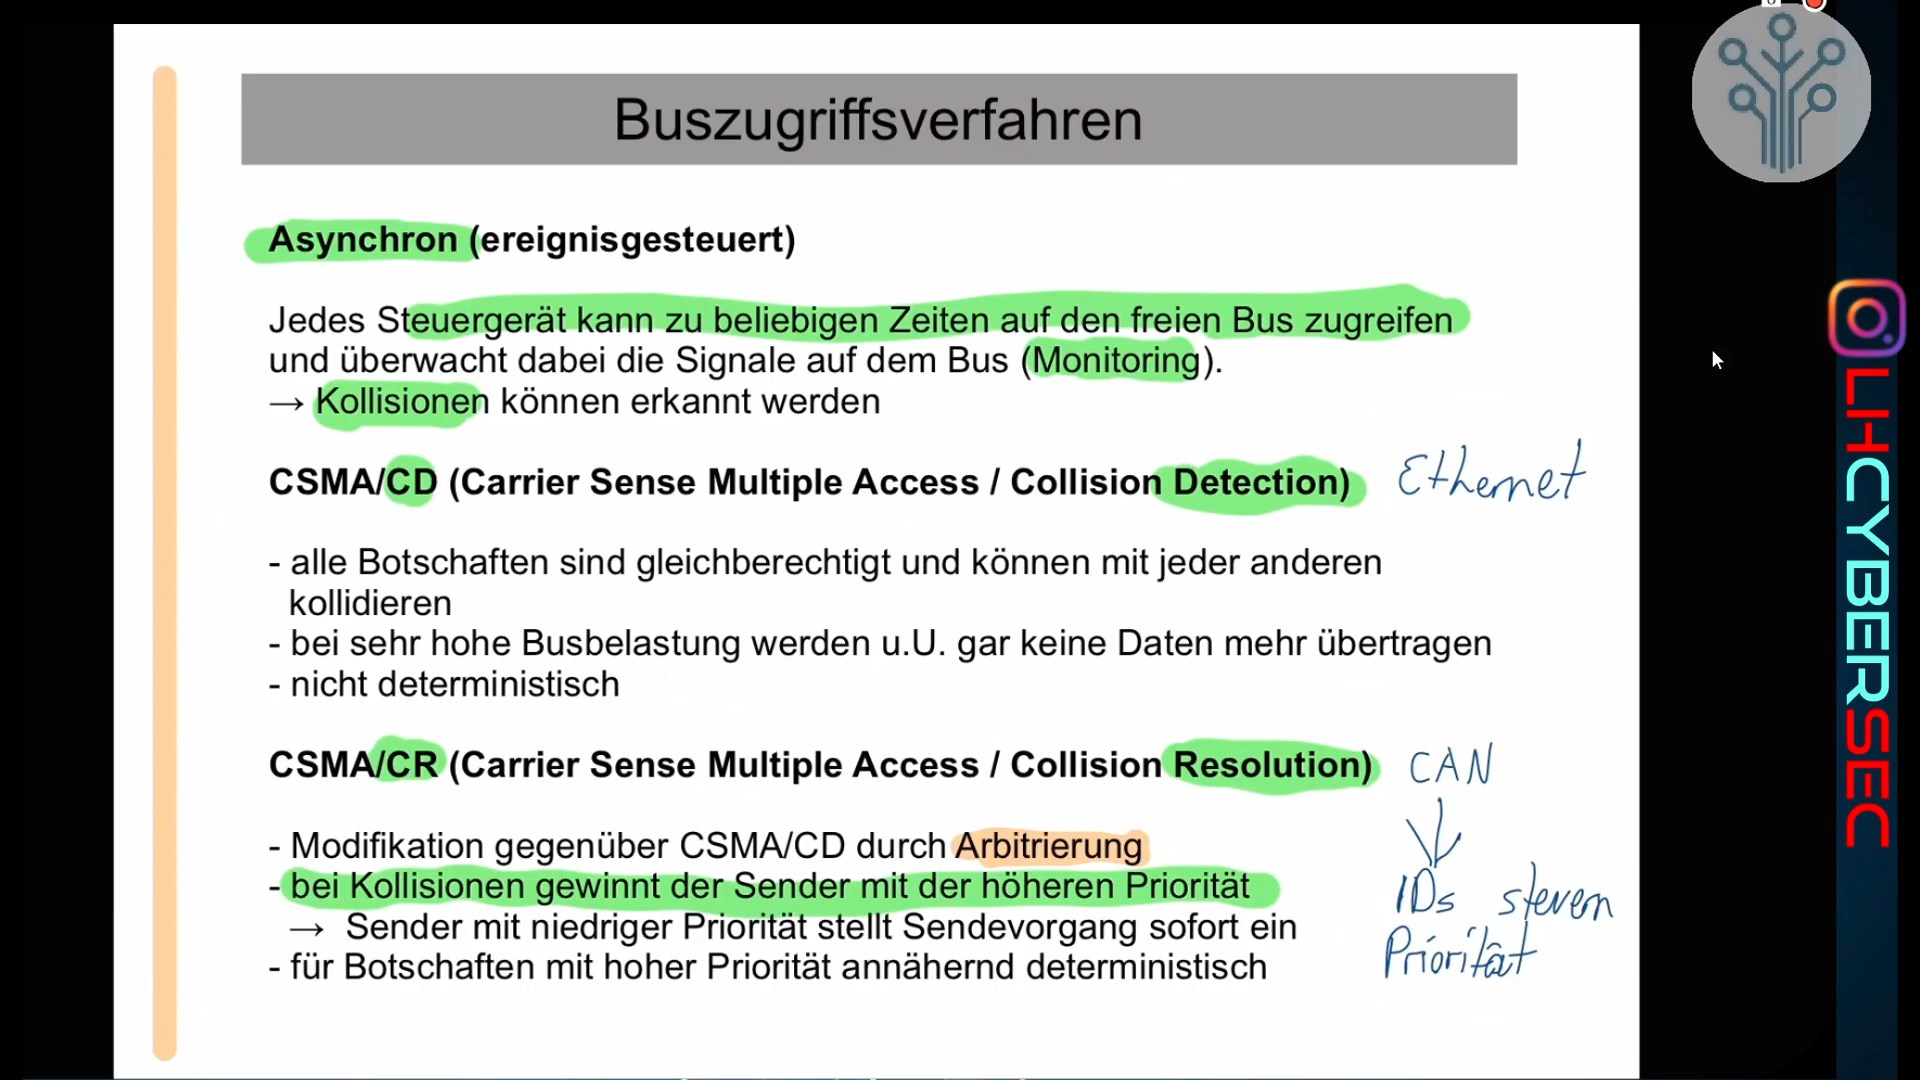 Buszugriffsverfahren
Asynchron (ereignisgesteuert)
Jedes Steuergerät kann zu beliebigen Zeiten auf den freien Bus zugreifen
und überwacht dabei die Signale auf dem Bus (Monitoring).
→ Kollisionen können erkannt werden
CSMA/CD (Carrier Sense Multiple Access / Collision Detection) Ethernet
- alle Botschaften sind gleichberechtigt und können mit jeder anderen
kollidieren
- bei sehr hohe Busbelastung werden u.U. gar keine Daten mehr übertragen
- nicht deterministisch
CSMA/CR (Carrier Sense Multiple Access / Collision Resolution) CAN
- Modifikation gegenüber CSMA/CD durch Arbitrierung
- bei Kollisionen gewinnt der Sender mit der höheren Priorität
→ Sender mit niedriger Priorität stellt Sendevorgang sofort ein
- für Botschaften mit hoher Priorität annähernd deterministisch
IDs steuern
Priorität
LHCYBERSEC